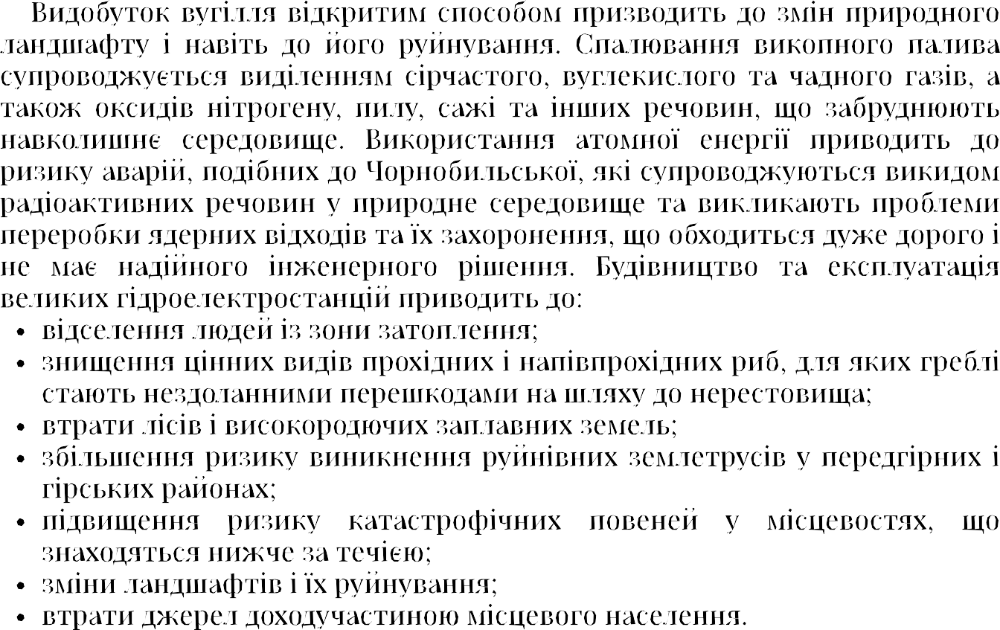 Видобуток вугілля відкритим способом призводить до змін природного
ландшафту і навіть до його руйнування. Спалювання викопного палива
супроводжується виділенням сірчастого, вуглекислого та чадного газів, а
також оксидів нітрогену, пилу, сажі та інших речовин, що забруднюють
навколишнє середовище. Використання атомної енергії приводить до
ризику аварій, подібних до Чорнобильської, які супроводжуються викидом
радіоактивних речовин у природне середовище та викликають проблеми
переробки ядерних відходів та їх захоронення, що обходиться дуже дорого і
не має надійного інженерного рішення. Будівництво та експлуатація
великих гідроелектростанцій приводить до:
• відселення людей із зони затоплення;
• знищення цінних видів прохідних і напівпрохідних риб, для яких греблі
стають нездоланними перешкодами на шляху до нерестовища;
• втрати лісів і високородючих заплавних земель;
• збільшення ризику виникнення руйнівних землетрусів у передгірних і
гірських районах;
• підвищення ризику катастрофічних повеней у місцевостях, що
знаходяться нижче за течією;
• зміни ландшафтів і їх руйнування;
• втрати джерел доходучастиною місцевого населення.